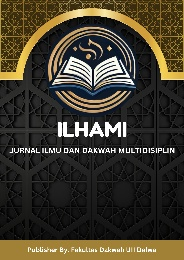 ILHAMI
JURNAL ILMU DAN DAKWAH MULTIDISIPLIN
Publisher By. Fakultas Dakwah UII Dalwa